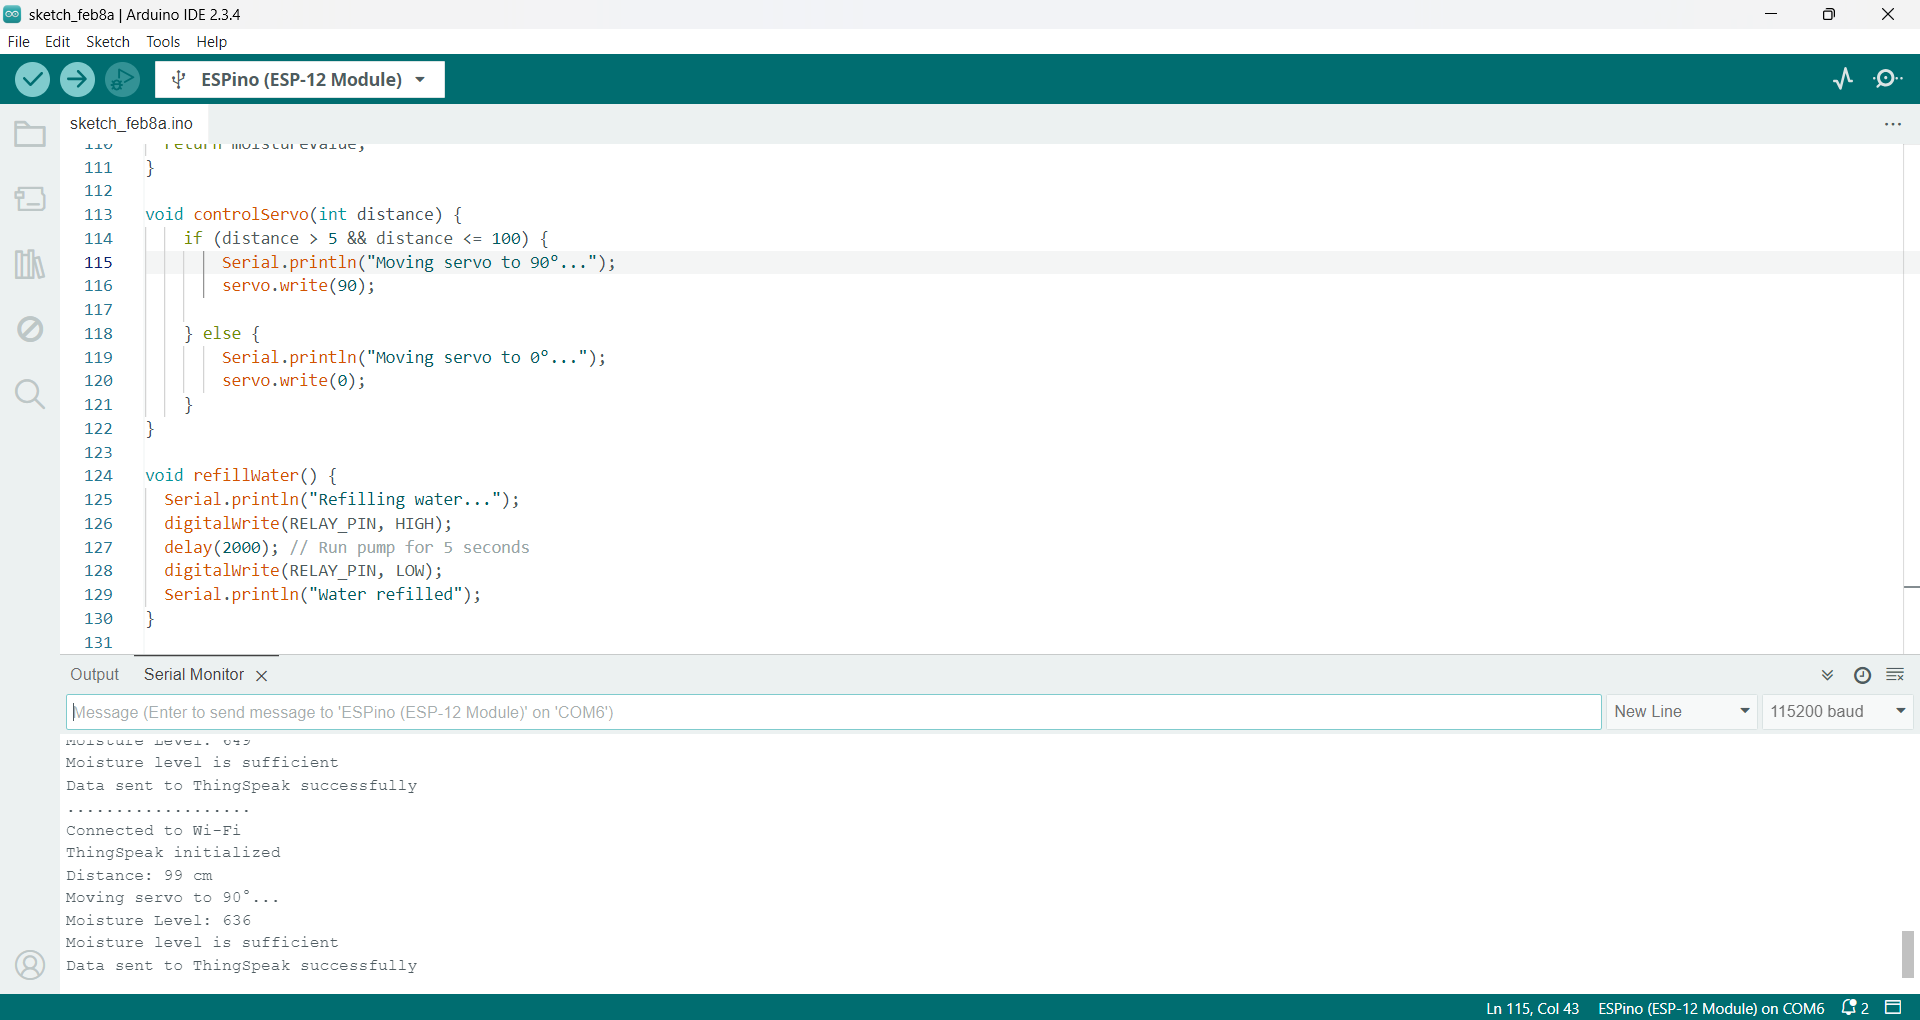 sketch_feb8a | Arduino IDE 2.3.4
File Edit Sketch Tools Help
ESPino (ESP-12 Module)
sketch_feb8a.ino
110 return moistureValue;
111 }
112
113 void controlServo(int distance) {
114 if (distance > 5 && distance <= 100) {
115 Serial.println("Moving servo to 90°...");
116 servo.write(90);
117
118 } else {
119 Serial.println("Moving servo to 0°...");
120 servo.write(0);
121 }
122 }
123
124 void refillWater() {
125 Serial.println("Refilling water...");
126 digitalWrite(RELAY_PIN, HIGH);
127 delay(2000); // Run pump for 5 seconds
128 digitalWrite(RELAY_PIN, LOW);
129 Serial.println("Water refilled");
130 }
131
Output Serial Monitor
Message (Enter to send message to 'ESPino (ESP-12 Module)' on 'COM6')
New Line 115200 baud
Moisture Level: 649
Moisture level is sufficient
Data sent to ThingSpeak successfully
...................
Connected to Wi-Fi
ThingSpeak initialized
Distance: 99 cm
Moving servo to 90°...
Moisture Level: 636
Moisture level is sufficient
Data sent to ThingSpeak successfully
Ln 115, Col 43 ESPino (ESP-12 Module) on COM6 2